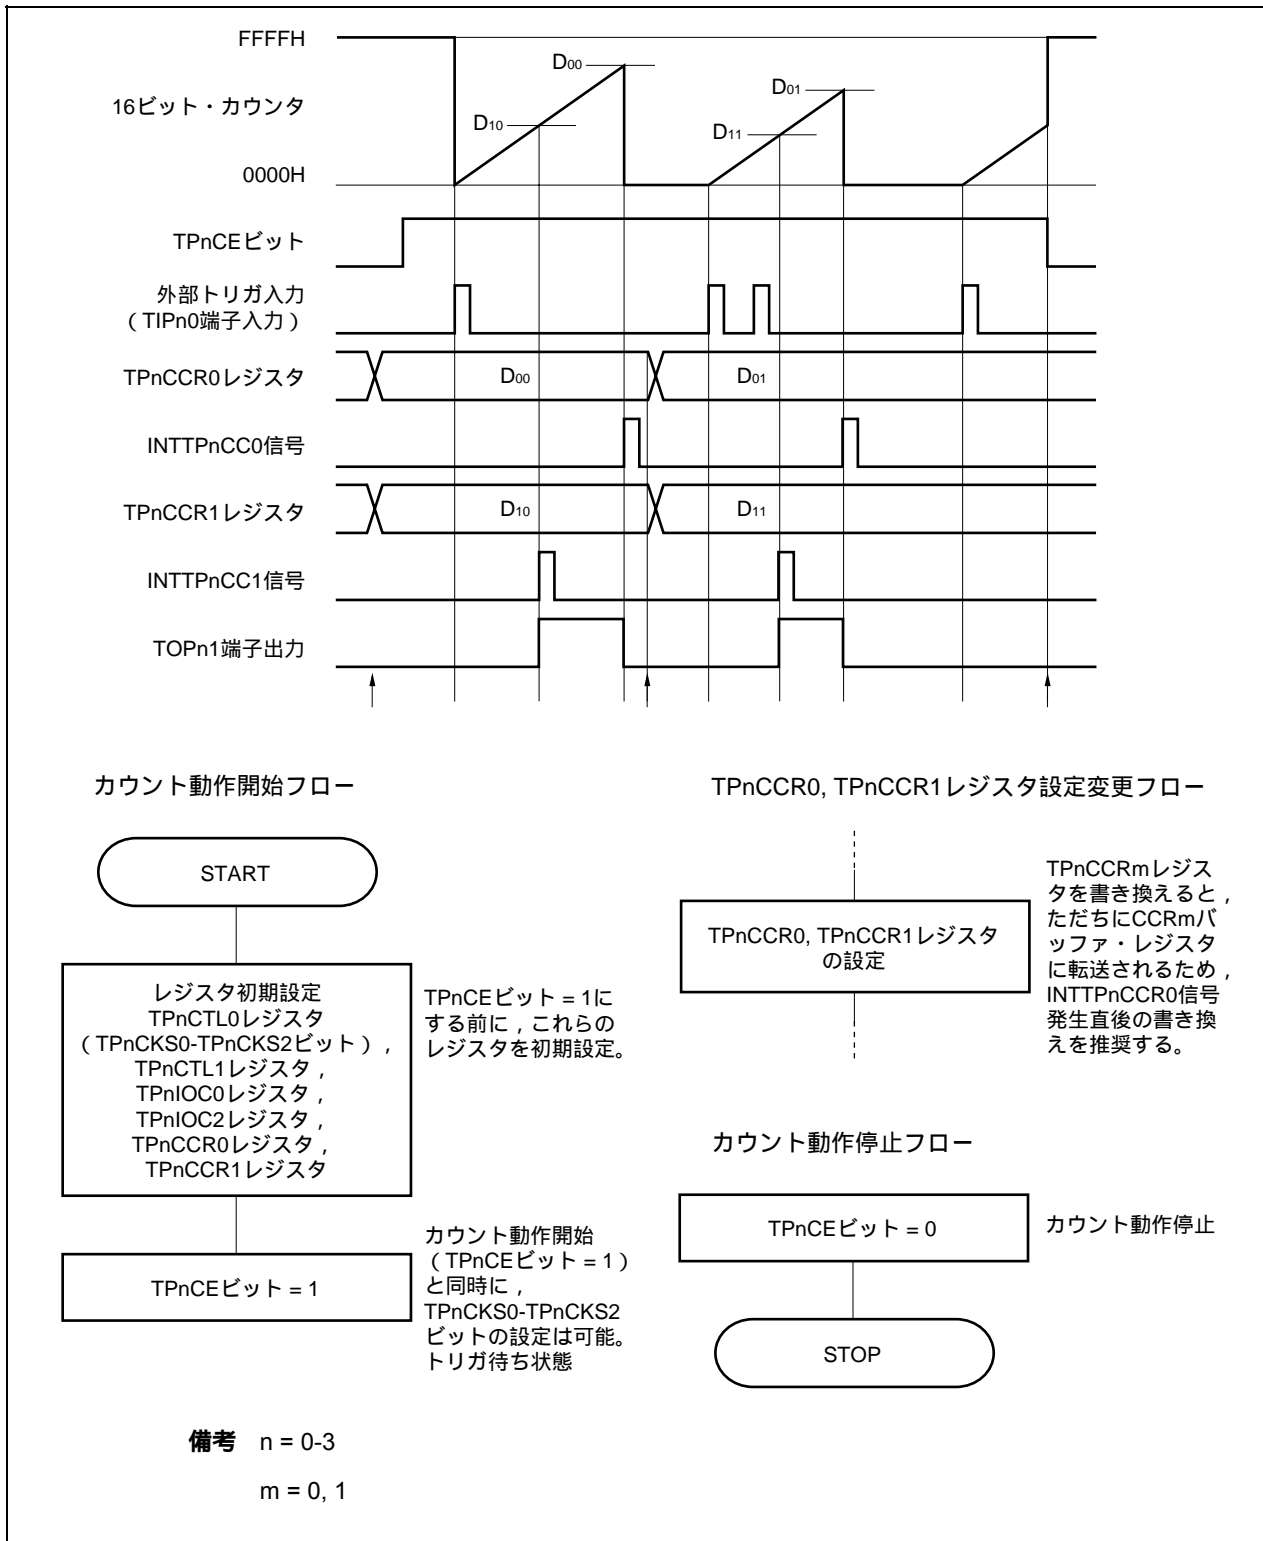 FFFFH
16ビット・カウンタ
0000H
D00
D10
D01
D11
TPnCEビット
外部トリガ入力
（TIPn0端子入力）
TPnCCR0レジスタ
D00
D01
INTTPnCC0信号
TPnCCR1レジスタ
D10
D11
INTTPnCC1信号
TOPn1端子出力
カウント動作開始フロー
START
レジスタ初期設定
TPnCTL0レジスタ
（TPnCKS0-TPnCKS2ビット），
TPnCTL1レジスタ，
TPnIOC0レジスタ，
TPnIOC2レジスタ，
TPnCCR0レジスタ，
TPnCCR1レジスタ
TPnCEビット = 1に
する前に，これらの
レジスタを初期設定。
TPnCEビット = 1
カウント動作開始
（TPnCEビット = 1）
と同時に，
TPnCKS0-TPnCKS2
ビットの設定は可能。
トリガ待ち状態
TPnCCR0, TPnCCR1レジスタ設定変更フロー
TPnCCR0, TPnCCR1レジスタ
の設定
TPnCCRmレジス
タを書き換えると，
ただちにCCRmバ
ッファ・レジスタ
に転送されるため，
INTTPnCCR0信号
発生直後の書き換
えを推奨する。
カウント動作停止フロー
TPnCEビット = 0
カウント動作停止
STOP
備考 n = 0-3
m = 0, 1